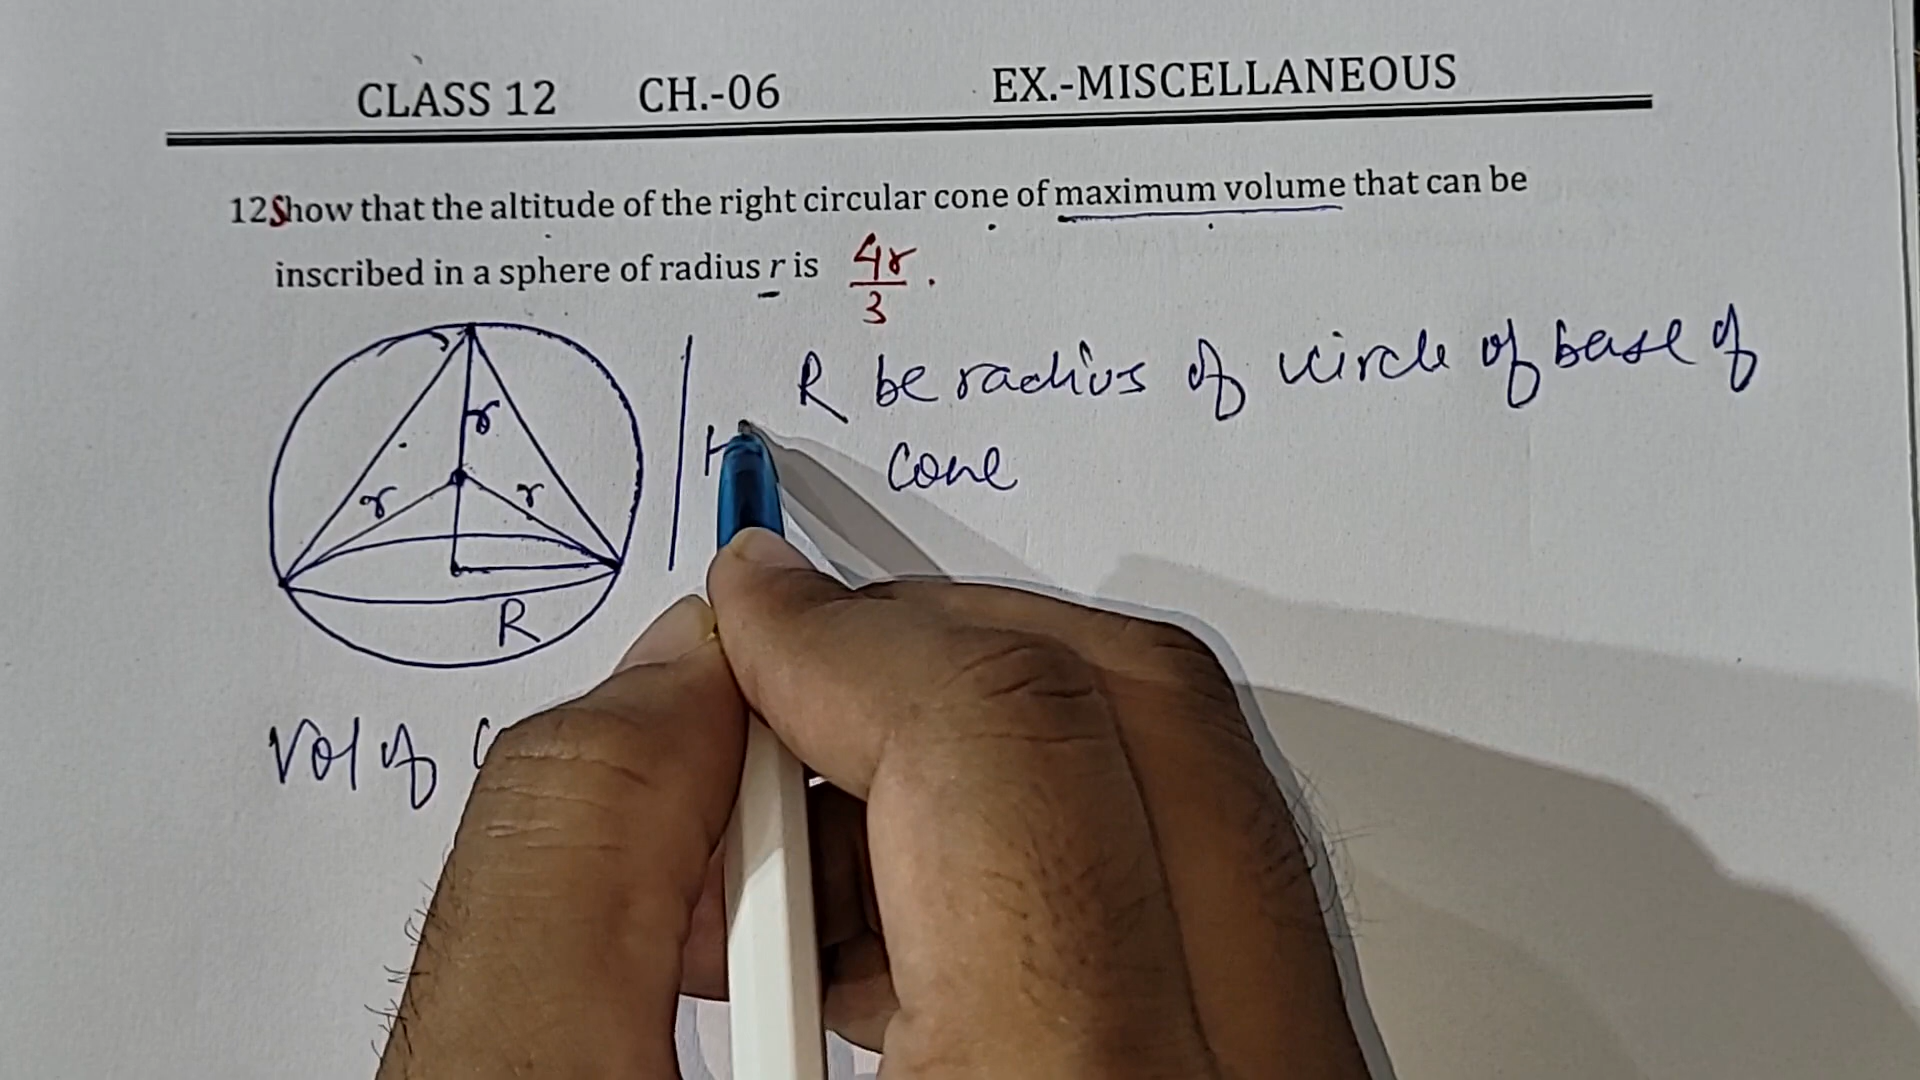 CLASS 12 CH.-06 EX.-MISCELLANEOUS
12Show that the altitude of the right circular cone of maximum volume that can be
inscribed in a sphere of radius r is 4r/3.
R be radius of circle of base of
cone
r
r r
R
Vol of